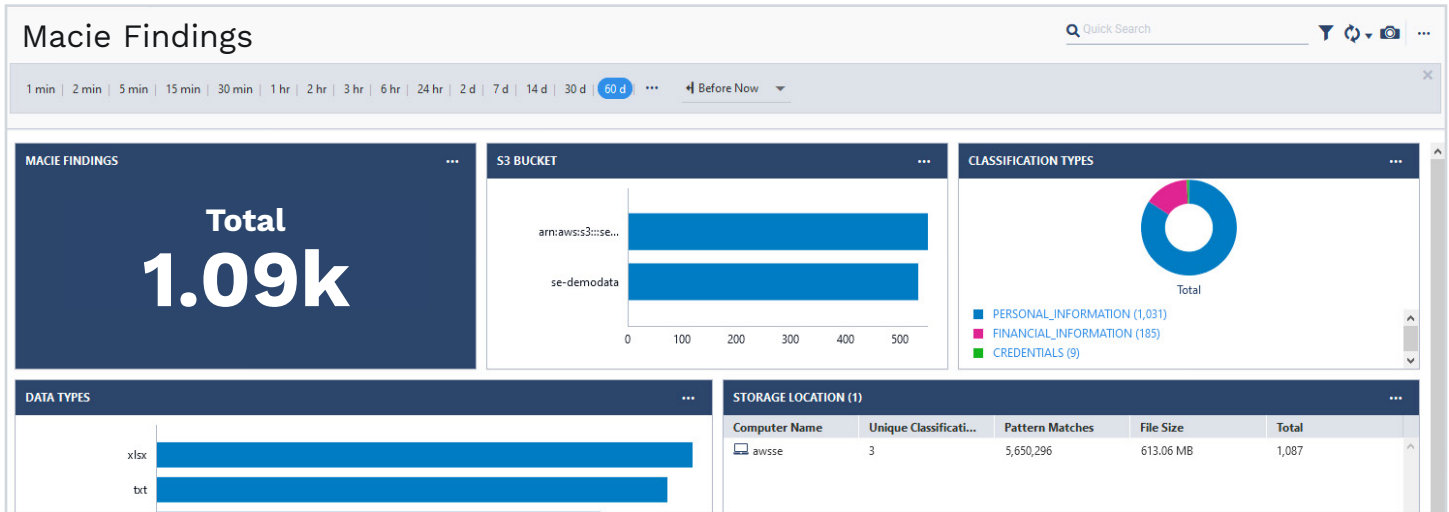 Macie Findings
Quick Search
1 min | 2 min | 5 min | 15 min | 30 min | 1 hr | 2 hr | 3 hr | 6 hr | 24 hr | 2 d | 7 d | 14 d | 30 d | 60 d ... Before Now
MACIE FINDINGS ...
Total
1.09k
S3 BUCKET ...
arn:aws:s3:::se...
se-demodata
0 100 200 300 400 500
CLASSIFICATION TYPES ...
Total
PERSONAL_INFORMATION (1,031)
FINANCIAL_INFORMATION (185)
CREDENTIALS (9)
DATA TYPES ...
xlsx
txt
STORAGE LOCATION (1) ...
Computer Name Unique Classificati... Pattern Matches File Size Total
awsse 3 5,650,296 613.06 MB 1,087